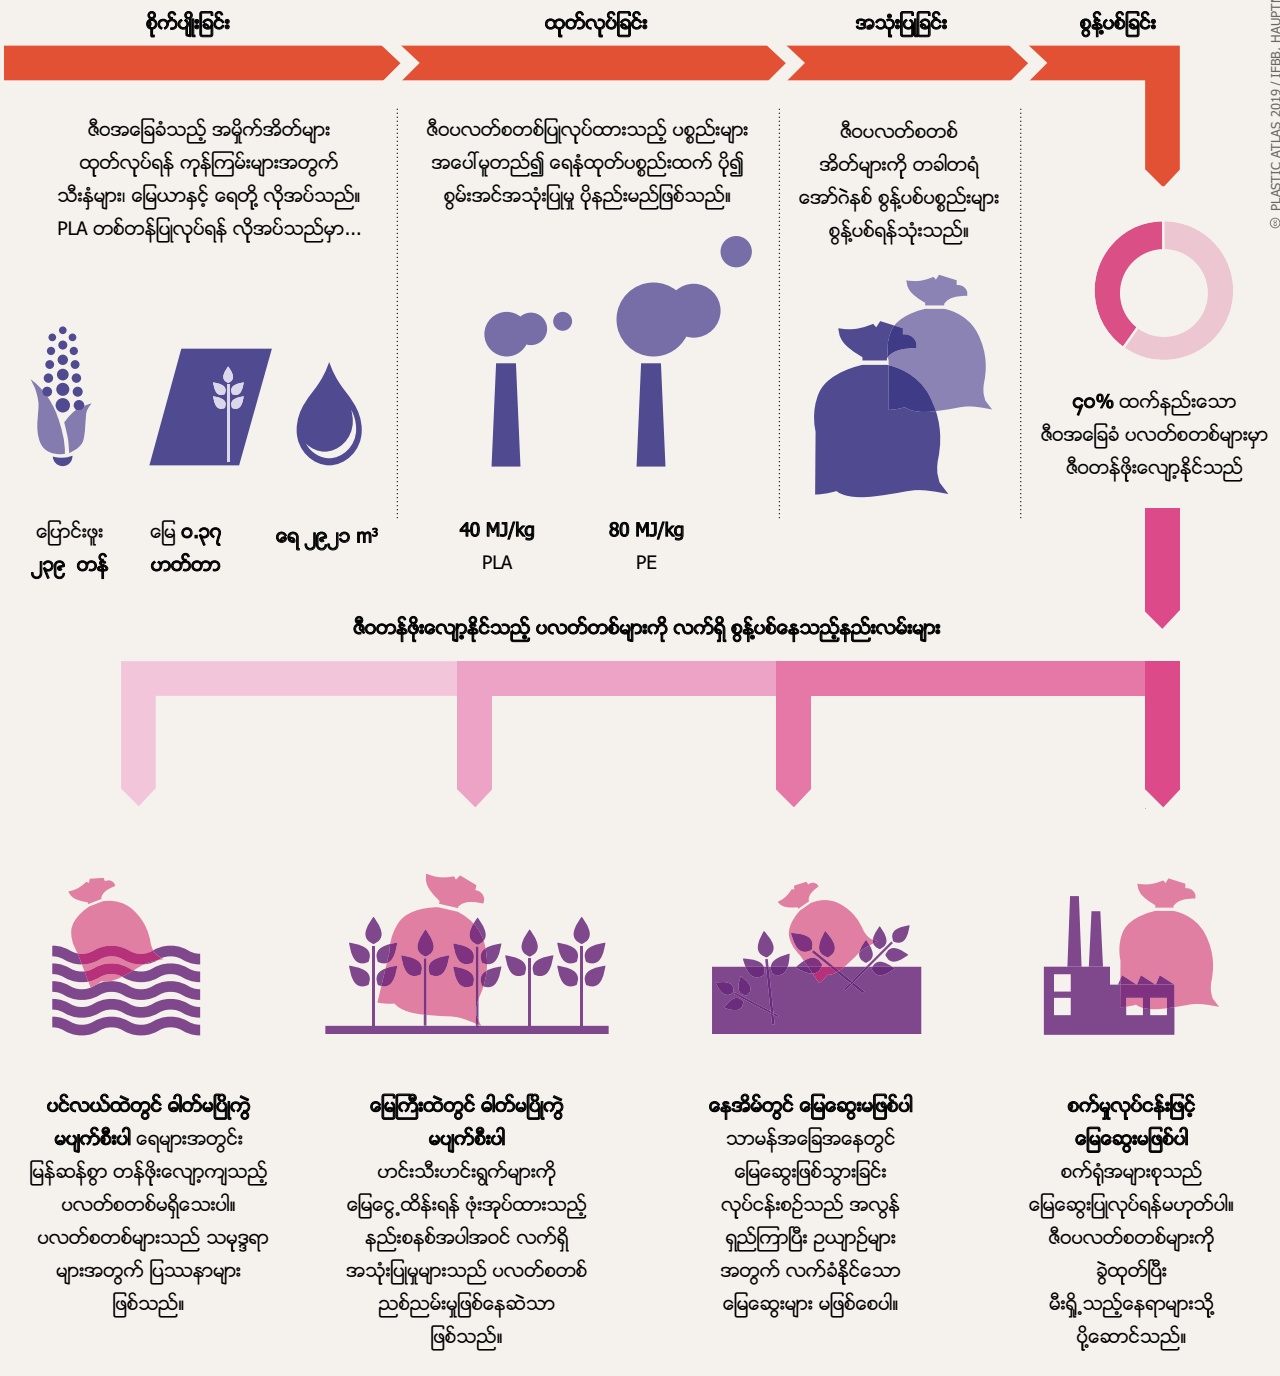 စိုက်ပျိုးခြင်း
ထုတ်လုပ်ခြင်း
အသုံးပြုခြင်း
စွန့်ပစ်ခြင်း
ဇီဝအခြေခံသည့် အမှိုက်အိတ်များ
ထုတ်လုပ်ရန် ကုန်ကြမ်းများအတွက်
သီးနှံများ၊ မြေယာနှင့် ရေတို့ လိုအပ်သည်။
PLA တစ်တန်ပြုလုပ်ရန် လိုအပ်သည်မှာ...
ပြောင်းဖူး
၂.၃၉ တန်
မြေ ၀.၃၇
ဟတ်တာ
ရေ ၂၉၂၁ m³
ဇီဝပလတ်စတစ်ပြုလုပ်ထားသည့် ပစ္စည်းများ
အပေါ်မူတည်၍ ရေနံထုတ်ပစ္စည်းထက် ပို၍
စွမ်းအင်အသုံးပြုမှု ပိုနည်းမည်ဖြစ်သည်။
40 MJ/kg
PLA
80 MJ/kg
PE
ဇီဝပလတ်စတစ်
အိတ်များကို တခါတရံ
အော်ဂဲနစ် စွန့်ပစ်ပစ္စည်းများ
စွန့်ပစ်ရန်သုံးသည်။
၄၀% ထက်နည်းသော
ဇီဝအခြေခံ ပလတ်စတစ်များမှာ
ဇီဝတန်ဖိုးလျော့နိုင်သည်
© PLASTIC ATLAS 2019 / IFBB, HAUPT
ဇီဝတန်ဖိုးလျော့နိုင်သည့် ပလတ်တစ်များကို လက်ရှိ စွန့်ပစ်နေသည့်နည်းလမ်းများ
ပင်လယ်ထဲတွင် ဓါတ်မပြိုကွဲ
မပျက်စီးပါ ရေများအတွင်း
မြန်ဆန်စွာ တန်ဖိုးလျော့ကျသည့်
ပလတ်စတစ်မရှိသေးပါ။
ပလတ်စတစ်များသည် သမုဒ္ဒရာ
များအတွက် ပြဿနာများ
ဖြစ်သည်။
မြေကြီးထဲတွင် ဓါတ်မပြိုကွဲ
မပျက်စီးပါ
ဟင်းသီးဟင်းရွက်များကို
မြေငွေ့ထိန်းရန် ဖုံးအုပ်ထားသည့်
နည်းစနစ်အပါအဝင် လက်ရှိ
အသုံးပြုမှုများသည် ပလတ်စတစ်
ညစ်ညမ်းမှုဖြစ်နေဆဲသာ
ဖြစ်သည်။
နေအိမ်တွင် မြေဆွေးမဖြစ်ပါ
သာမန်အခြေအနေတွင်
မြေဆွေးဖြစ်သွားခြင်း
လုပ်ငန်းစဉ်သည် အလွန်
ရှည်ကြာပြီး ဥယျာဉ်များ
အတွက် လက်ခံနိုင်သော
မြေဆွေးများ မဖြစ်စေပါ။
စက်မှုလုပ်ငန်းဖြင့်
မြေဆွေးမဖြစ်ပါ
စက်ရုံအများစုသည်
မြေဆွေးပြုလုပ်ရန်မဟုတ်ပါ။
ဇီဝပလတ်စတစ်များကို
ခွဲထုတ်ပြီး
မီးရှို့သည့်နေရာများသို့
ပို့ဆောင်သည်။